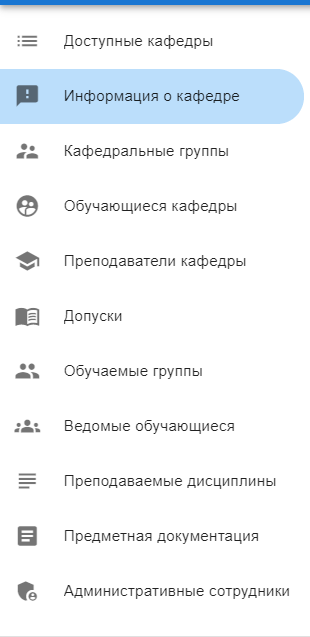 Доступные кафедры
Информация о кафедре
Кафедральные группы
Обучающиеся кафедры
Преподаватели кафедры
Допуски
Обучаемые группы
Ведомые обучающиеся
Преподаваемые дисциплины
Предметная документация
Административные сотрудники